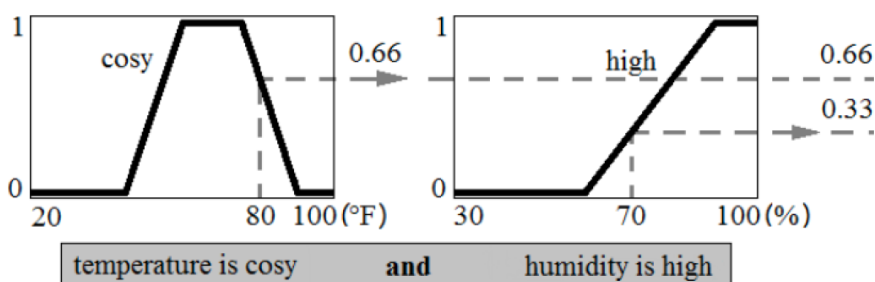 1 1
cosy 0.66 high 0.66
0.33
0 0
20 80 100(°F) 30 70 100(%)
temperature is cosy and humidity is high